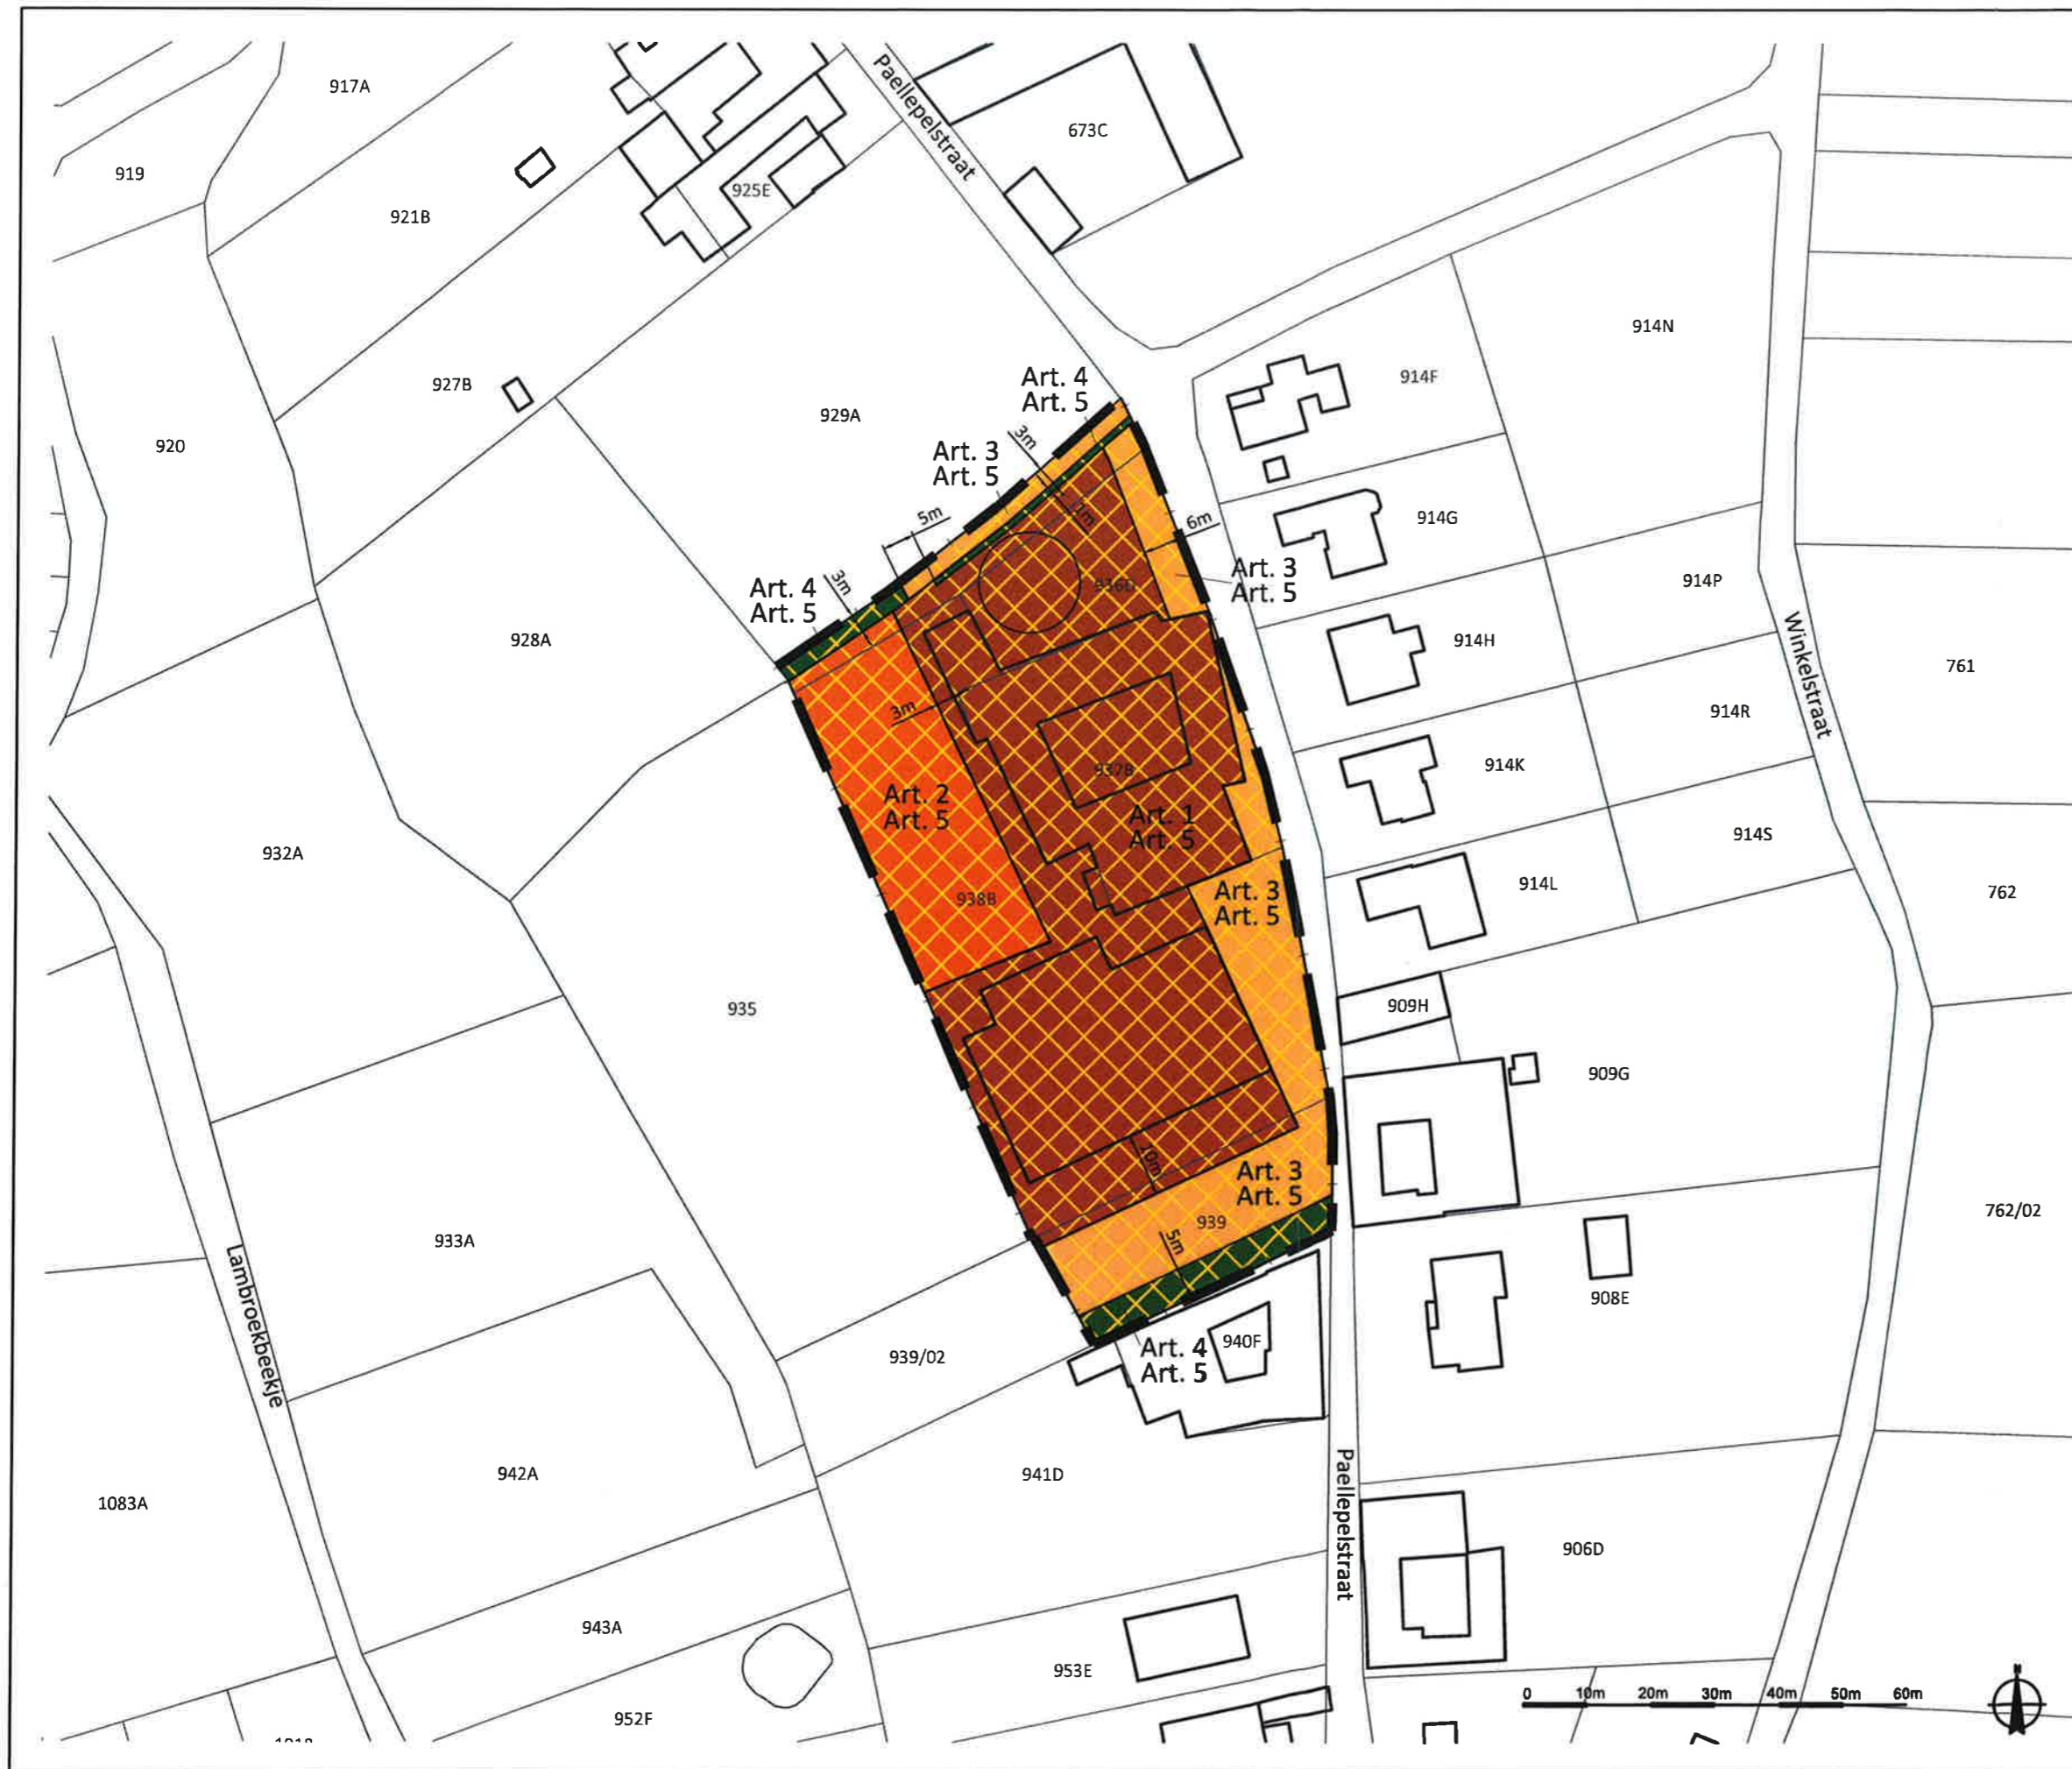 917A
919
921B
925E
Paellepelstraat
673C
927B
920
929A
914F
914N
Art. 4
Art. 5
3m
Art. 3
Art. 5
5m
1m
6m
914G
Art. 4
Art. 5
3m
936D
Art. 3
Art. 5
914P
928A
914H
Winkelstraat
761
3m
914R
937B
914K
Art. 2
Art. 5
Art. 1
Art. 5
914S
932A
938B
914L
762
Art. 3
Art. 5
935
909H
909G
10m
Art. 3
Art. 5
939
762/02
5m
933A
Lambroekbeekje
908E
939/02
Art. 4
Art. 5
940F
942A
941D
1083A
Paellepelstraat
906D
943A
953E
952F
0 10m 20m 30m 40m 50m 60m
N